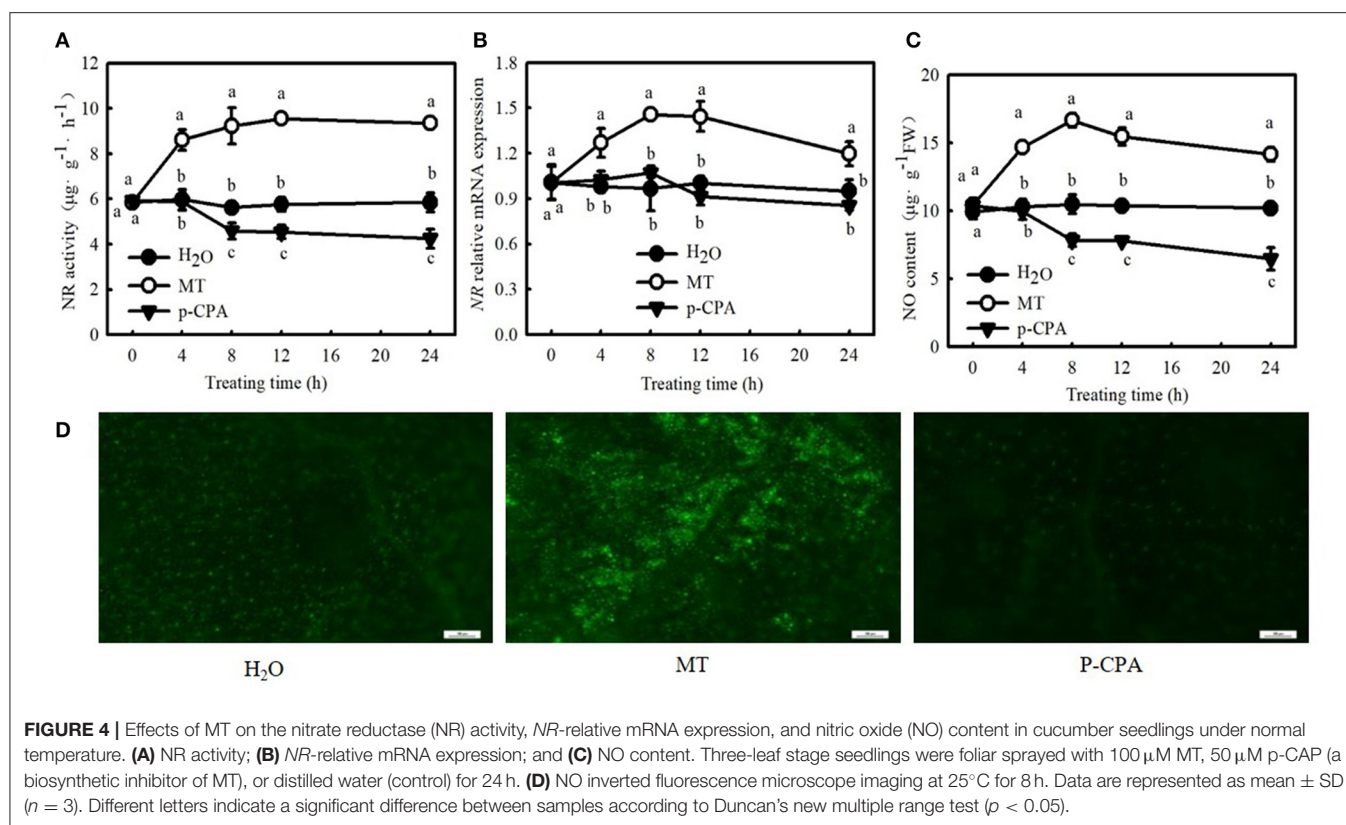 A
B
C
12
10
8
6
4
2
0
NR activity (μg· g⁻¹· h⁻¹)
a
a
a
a
a
a
a
b
b
b
b
b
c
c
c
H₂O
MT
p-CPA
0 4 8 12 16 20 24
Treating time (h)
1.8
1.5
1.2
0.9
0.6
0.3
0.0
NR relative mRNA expression
a
a
a
a
a
a
a
b
b
b
b
b b
b
b
H₂O
MT
p-CPA
0 4 8 12 16 20 24
Treating time (h)
20
15
10
5
0
NO content (μg· g⁻¹FW)
a
a
a
a
a a
a
b
b
b
b
b
c
c
c
H₂O
MT
p-CPA
0 4 8 12 16 20 24
Treating time (h)
D
H₂O
MT
P-CPA
FIGURE 4 | Effects of MT on the nitrate reductase (NR) activity, NR-relative mRNA expression, and nitric oxide (NO) content in cucumber seedlings under normal
temperature. (A) NR activity; (B) NR-relative mRNA expression; and (C) NO content. Three-leaf stage seedlings were foliar sprayed with 100 μM MT, 50 μM p-CAP (a
biosynthetic inhibitor of MT), or distilled water (control) for 24 h. (D) NO inverted fluorescence microscope imaging at 25°C for 8 h. Data are represented as mean ± SD
(n = 3). Different letters indicate a significant difference between samples according to Duncan's new multiple range test (p < 0.05).